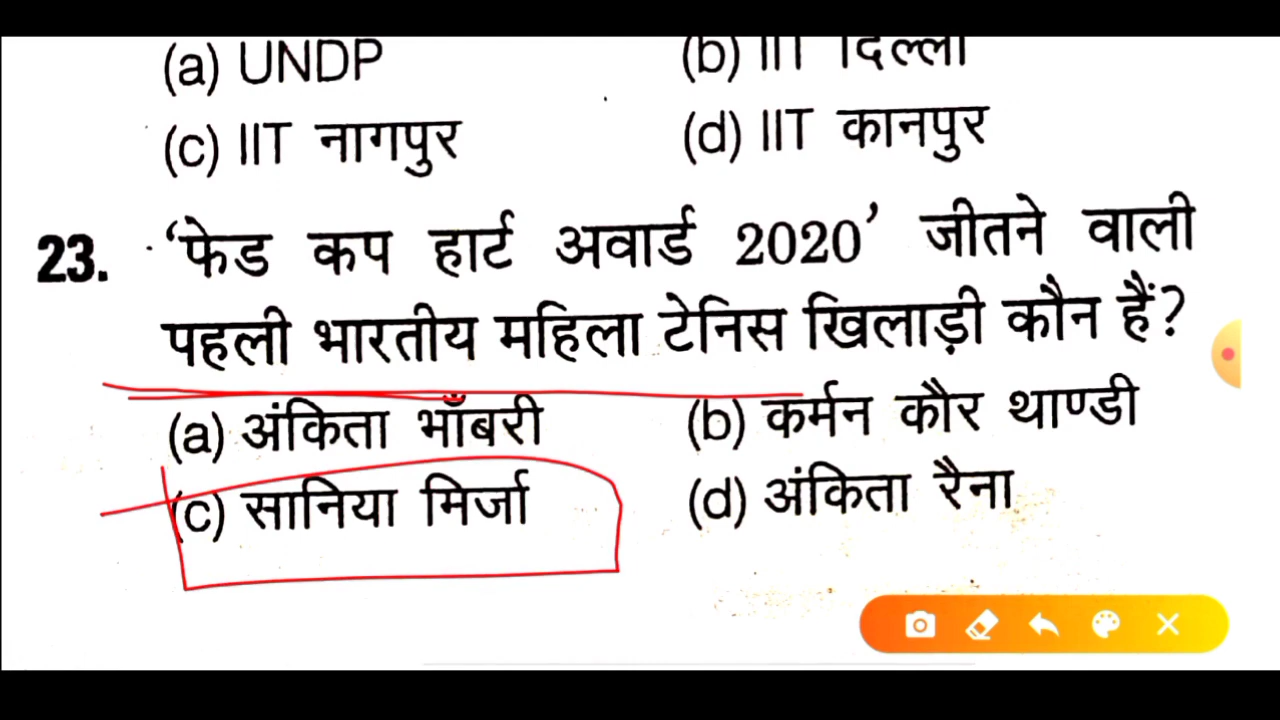 (a) UNDP (b) IIT दिल्ली
(c) IIT नागपुर (d) IIT कानपुर
23. ‘फेड कप हार्ट अवार्ड 2020’ जीतने वाली
पहली भारतीय महिला टेनिस खिलाड़ी कौन हैं?
(a) अंकिता भाँबरी (b) कर्मन कौर थाण्डी
(c) सानिया मिर्जा (d) अंकिता रैना